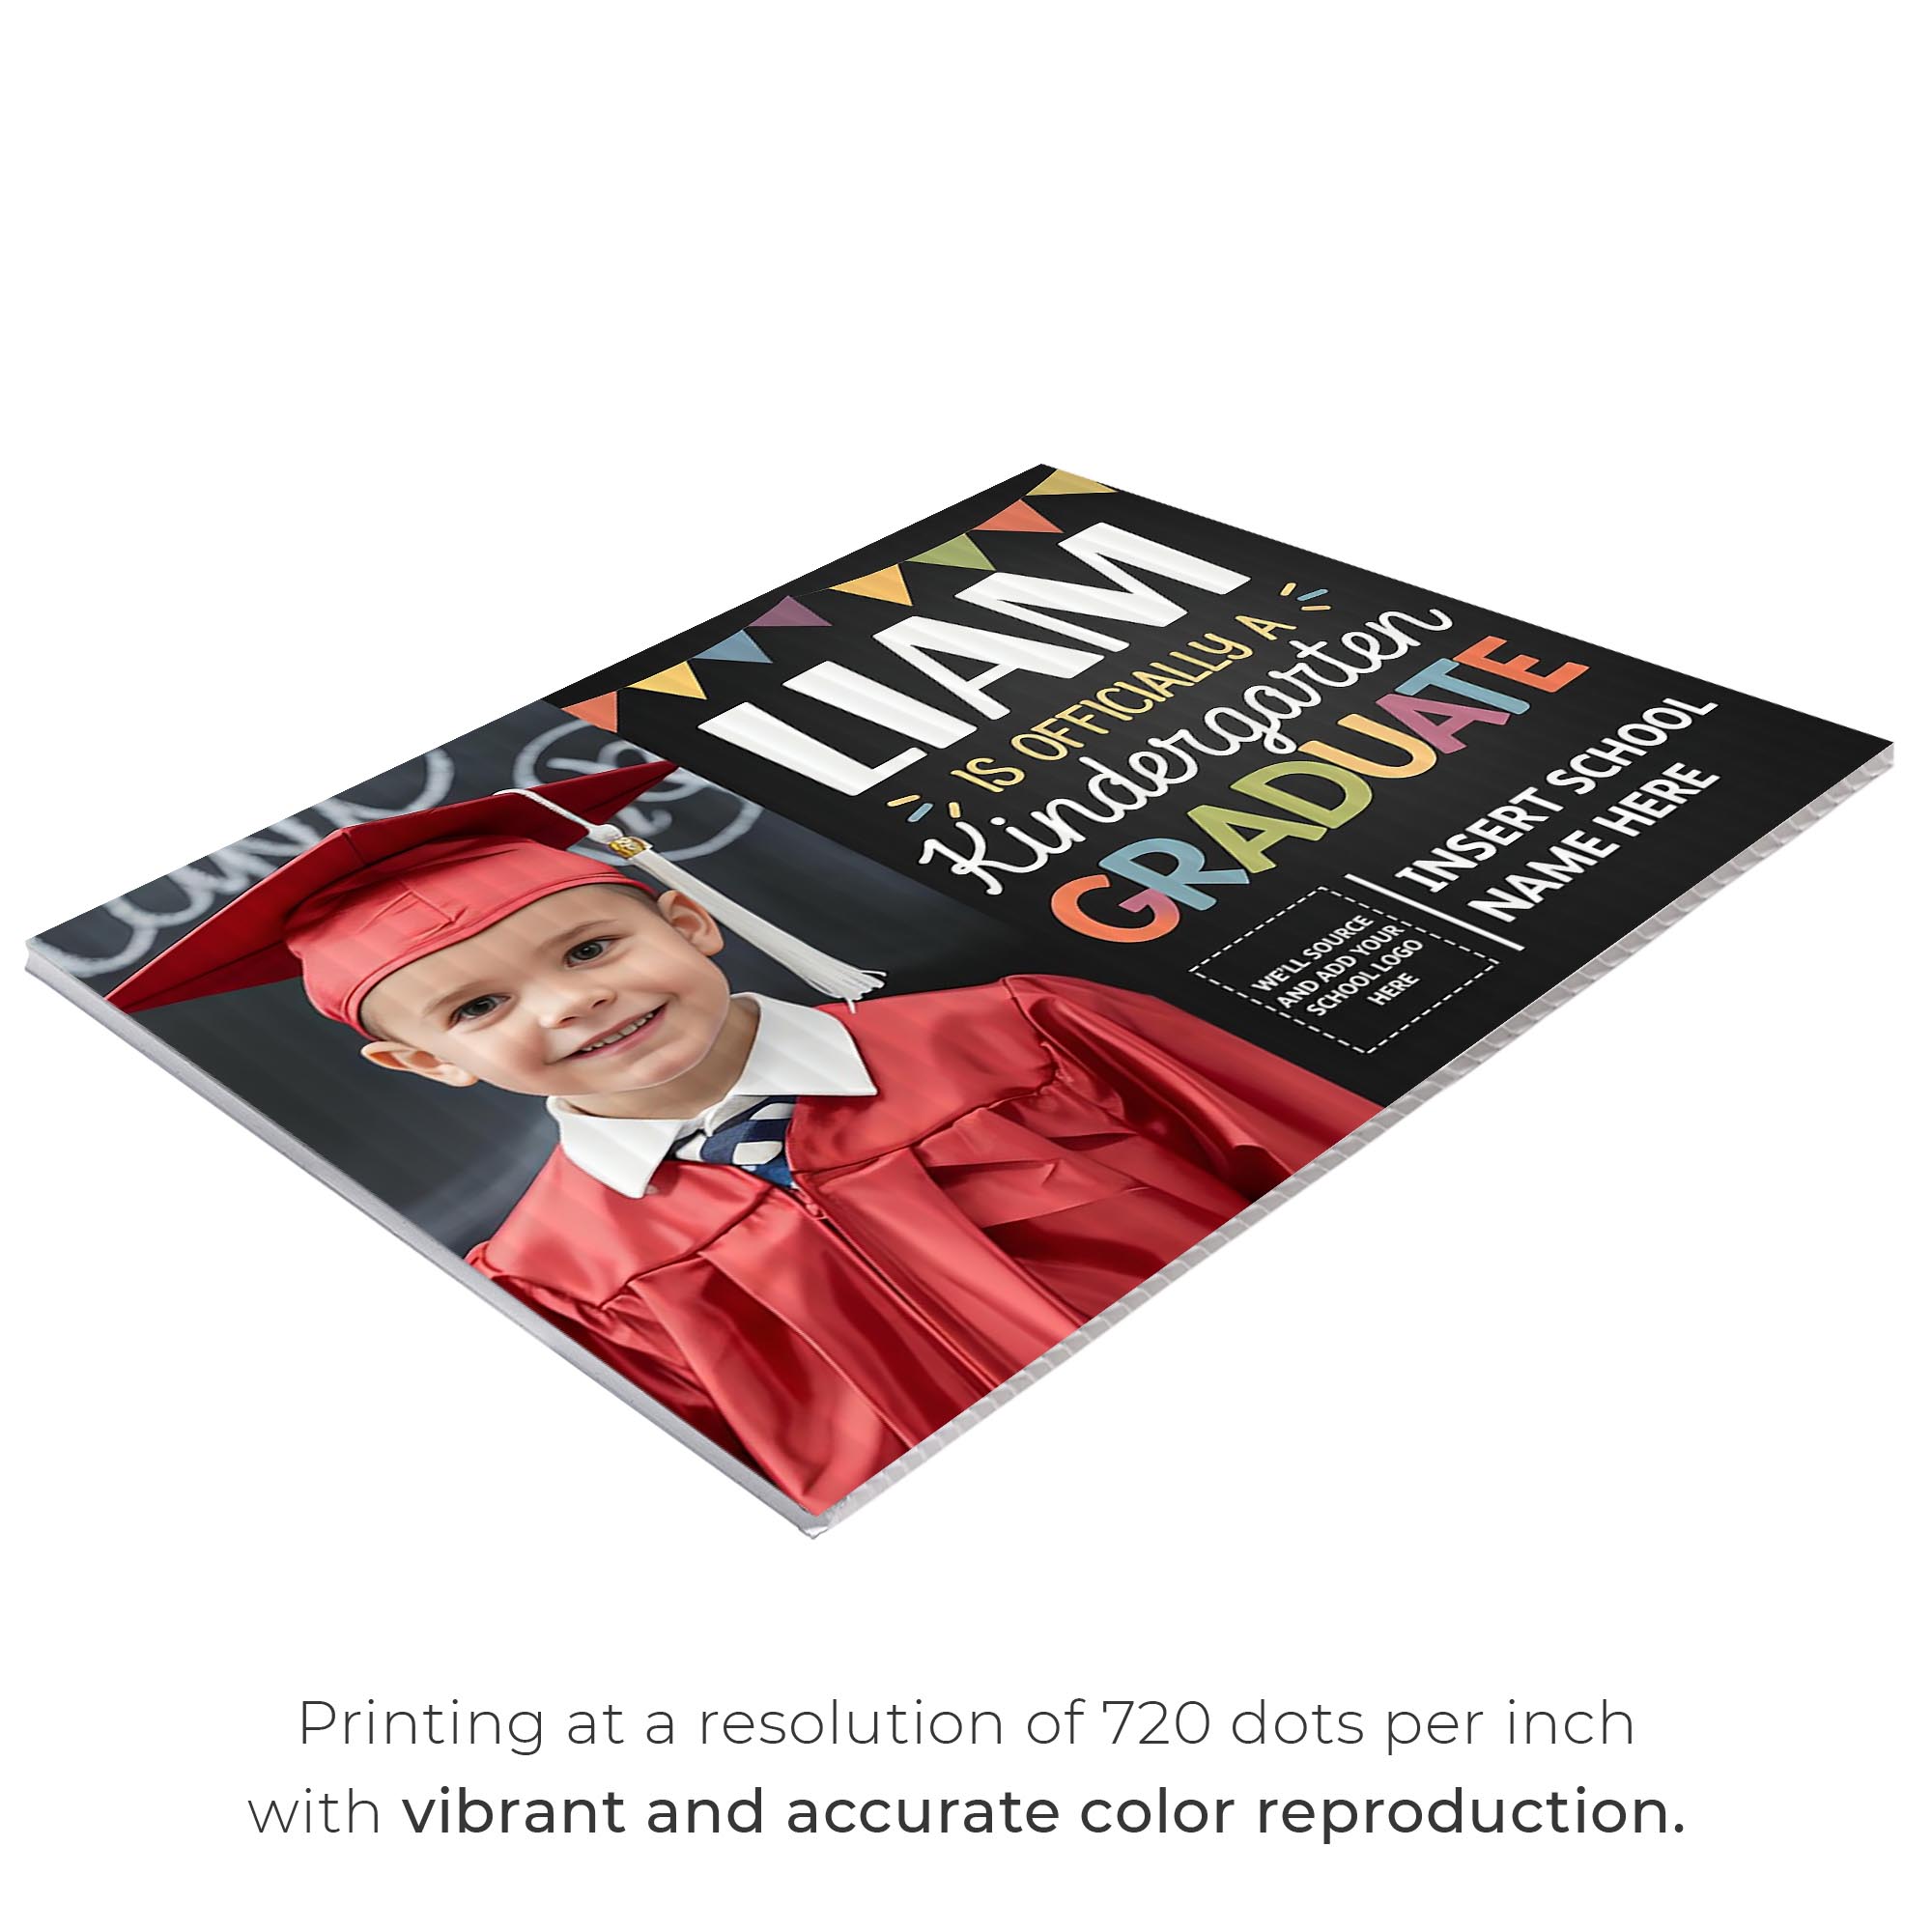 LIAM
IS OFFICIALLY A
Kindergarten
GRADUATE
WE'LL SOURCE
AND ADD YOUR
SCHOOL LOGO
HERE
INSERT SCHOOL
NAME HERE
Printing at a resolution of 720 dots per inch
with vibrant and accurate color reproduction.